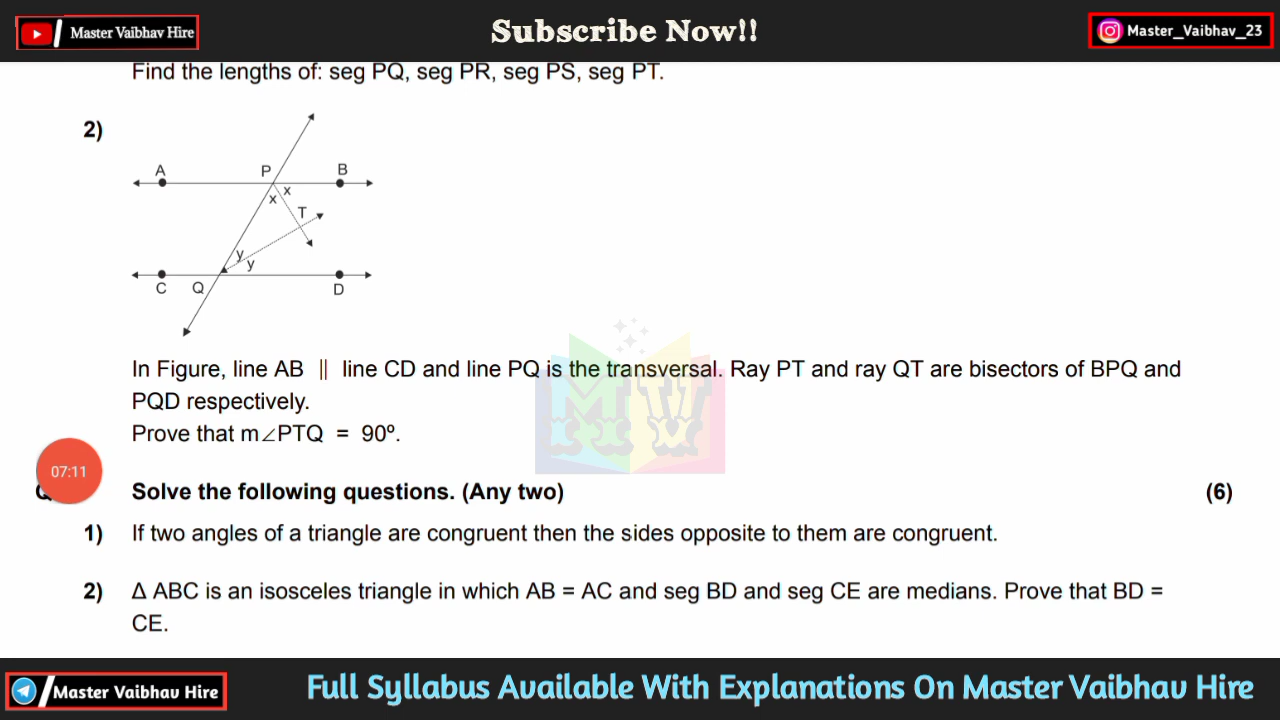 Master Vaibhav Hire
Subscribe Now!!
Master_Vaibhav_23
Find the lengths of: seg PQ, seg PR, seg PS, seg PT.
2)
A P B
x
x
T
y
y
C Q D
In Figure, line AB || line CD and line PQ is the transversal. Ray PT and ray QT are bisectors of BPQ and
PQD respectively.
Prove that m∠PTQ = 90º.
MW
07:11
Solve the following questions. (Any two) (6)
1) If two angles of a triangle are congruent then the sides opposite to them are congruent.
2) Δ ABC is an isosceles triangle in which AB = AC and seg BD and seg CE are medians. Prove that BD =
CE.
Master Vaibhav Hire
Full Syllabus Available With Explanations On Master Vaibhav Hire